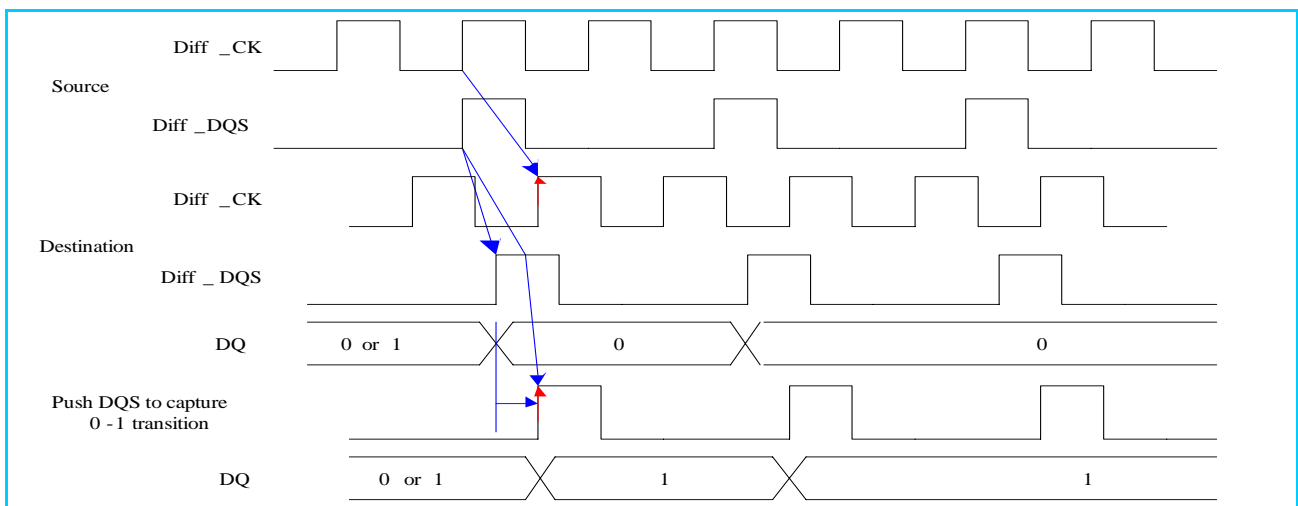 Diff _CK
Source
Diff _DQS
Diff _CK
Destination
Diff _ DQS
DQ 0 or 1 0 0
Push DQS to capture
0 -1 transition
DQ 0 or 1 1 1